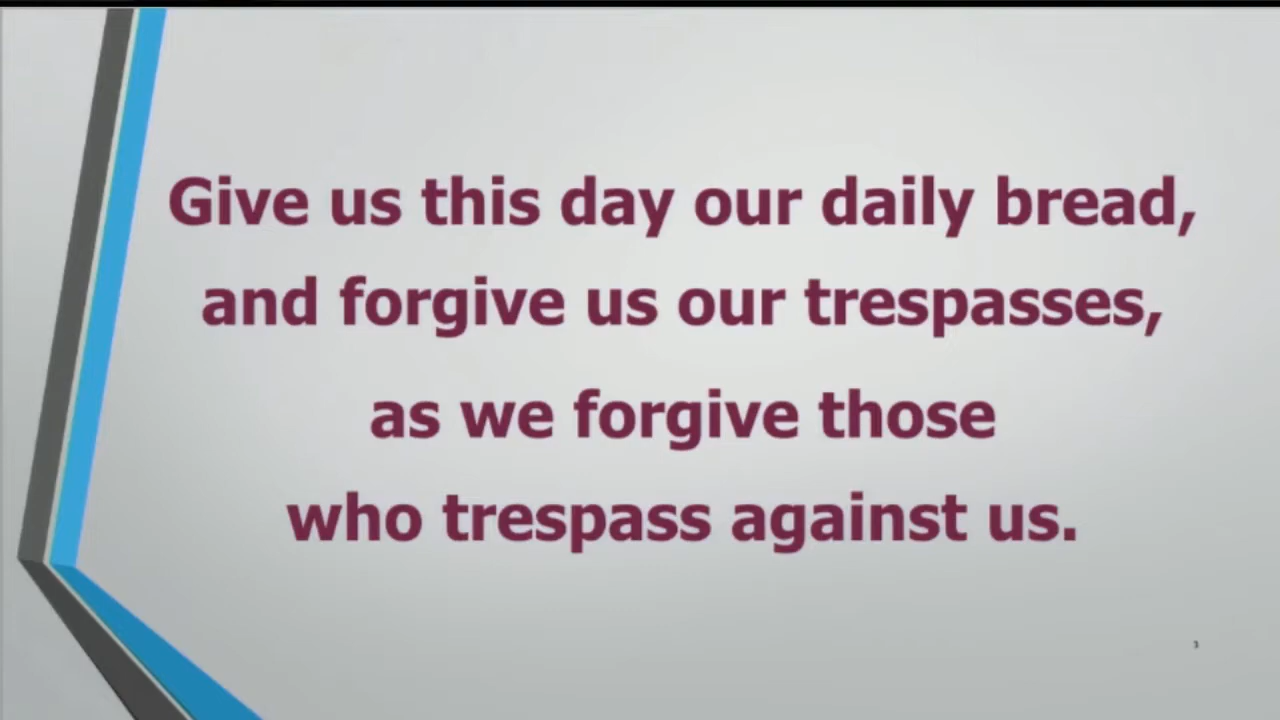 Give us this day our daily bread,
and forgive us our trespasses,
as we forgive those
who trespass against us.
3